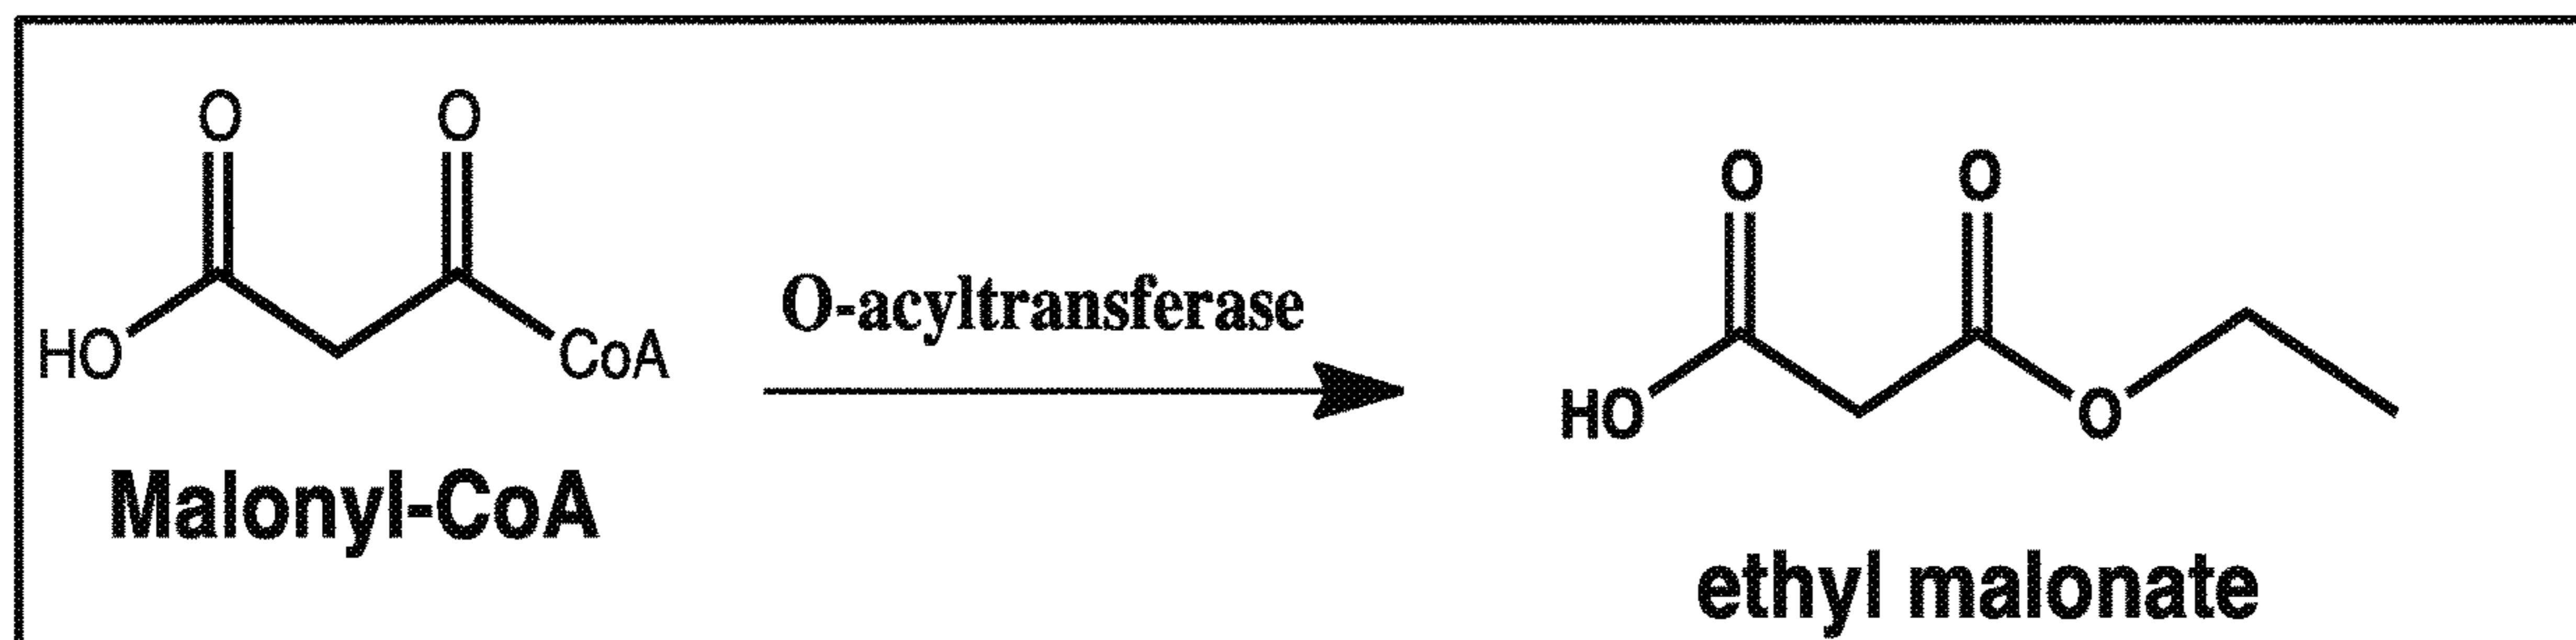 O O
HO CoA
Malonyl-CoA
O-acyltransferase
O O
HO O
ethyl malonate